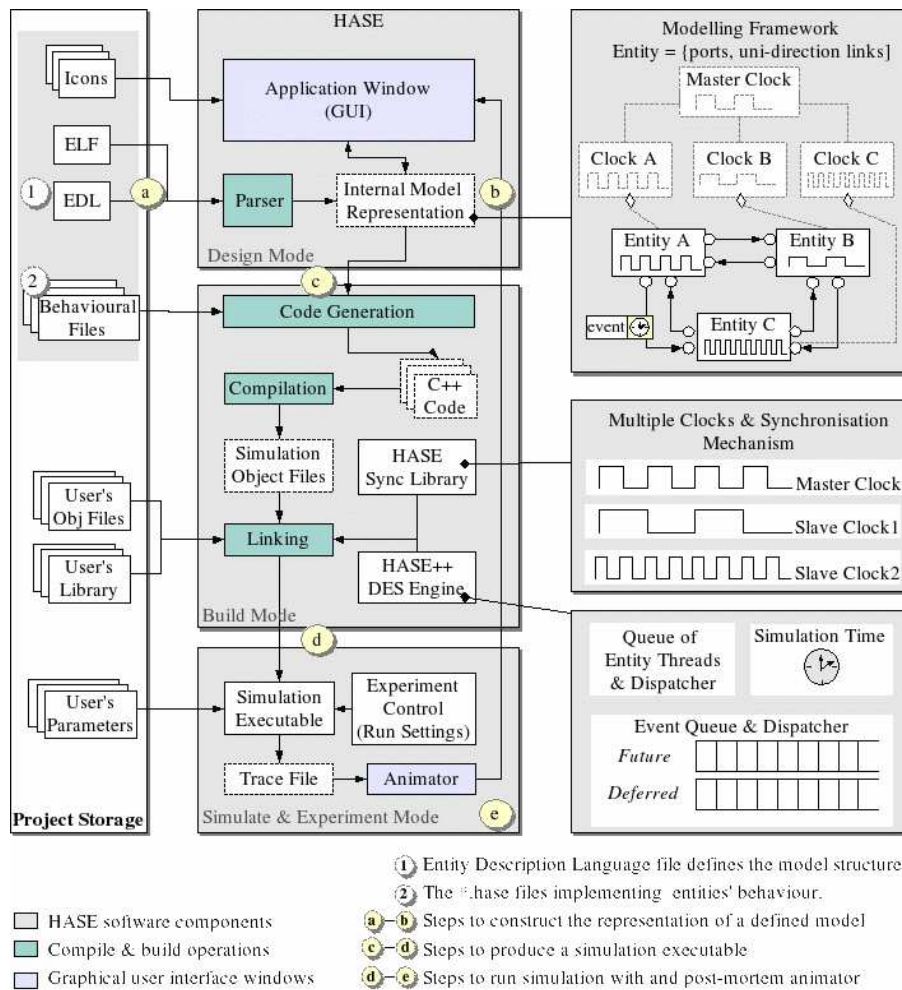 HASE
Icons
Application Window
(GUI)
ELF
1
EDL
a
Parser
Internal Model
Representation
b
Design Mode
2
Behavioural
Files
c
Code Generation
Compilation
C++
Code
Simulation
Object Files
HASE
Sync Library
User's
Obj Files
Linking
User's
Library
HASE++
DES Engine
Build Mode
d
User's
Parameters
Simulation
Executable
Experiment
Control
(Run Settings)
Trace File
Animator
Project Storage
Simulate & Experiment Mode
e
Modelling Framework
Entity = {ports, uni-direction links]
Master Clock
Clock A
Clock B
Clock C
Entity A
Entity B
event
Entity C
Multiple Clocks & Synchronisation
Mechanism
Master Clock
Slave Clock1
Slave Clock2
Queue of
Entity Threads
& Dispatcher
Simulation Time
Event Queue & Dispatcher
Future
Deferred
1 Entity Description Language file defines the model structure
2 The *.hase files implementing entities' behaviour.
HASE software components
a-b Steps to construct the representation of a defined model
Compile & build operations
c-d Steps to produce a simulation executable
Graphical user interface windows
d-e Steps to run simulation with and post-mortem animator